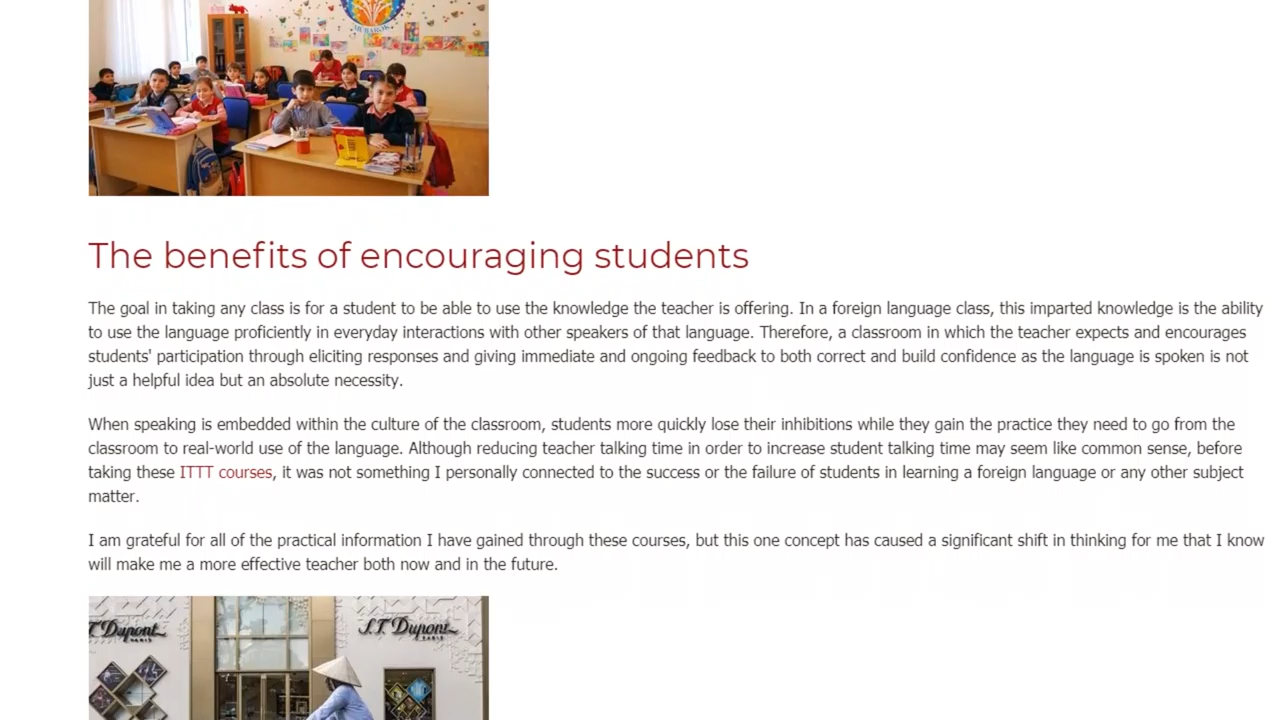 The benefits of encouraging students
The goal in taking any class is for a student to be able to use the knowledge the teacher is offering. In a foreign language class, this imparted knowledge is the ability
to use the language proficiently in everyday interactions with other speakers of that language. Therefore, a classroom in which the teacher expects and encourages
students' participation through eliciting responses and giving immediate and ongoing feedback to both correct and build confidence as the language is spoken is not
just a helpful idea but an absolute necessity.
When speaking is embedded within the culture of the classroom, students more quickly lose their inhibitions while they gain the practice they need to go from the
classroom to real-world use of the language. Although reducing teacher talking time in order to increase student talking time may seem like common sense, before
taking these ITTT courses, it was not something I personally connected to the success or the failure of students in learning a foreign language or any other subject
matter.
I am grateful for all of the practical information I have gained through these courses, but this one concept has caused a significant shift in thinking for me that I know
will make me a more effective teacher both now and in the future.
T. Dupont
PARIS
S.T. Dupont
PARIS